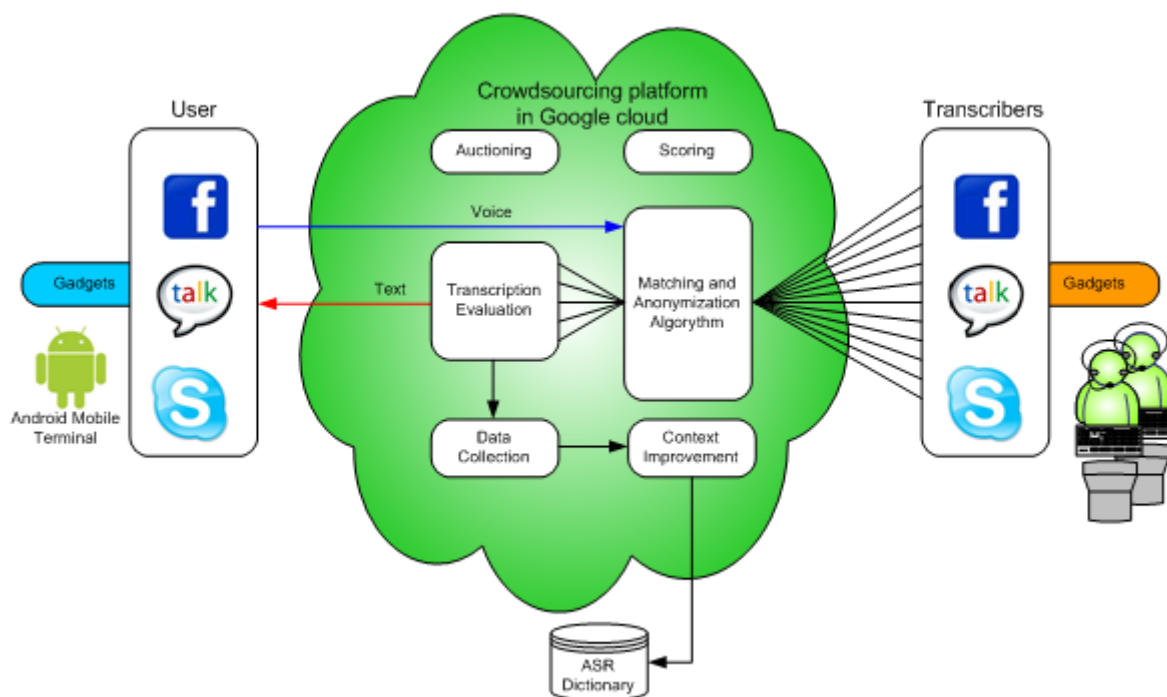 Crowdsourcing platform
in Google cloud
User
Transcribers
Auctioning
Scoring
f
f
Voice
Gadgets
talk
Text
Transcription
Evaluation
Matching and
Anonymization
Algorythm
talk
Gadgets
S
S
Android Mobile
Terminal
Data
Collection
Context
Improvement
ASR
Dictionary